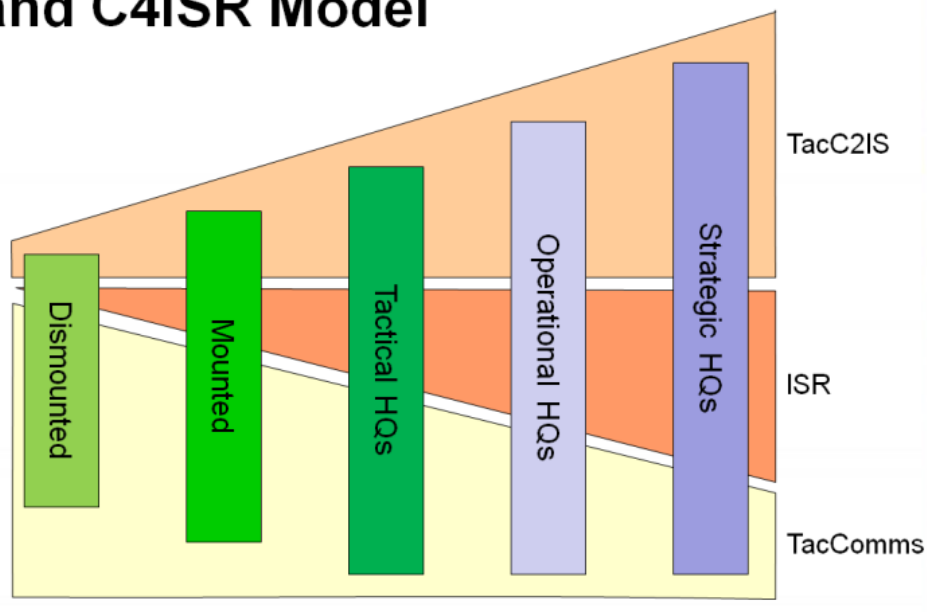 and C4ISR Model
TacC2IS
ISR
TacComms
Dismounted
Mounted
Tactical HQs
Operational HQs
Strategic HQs